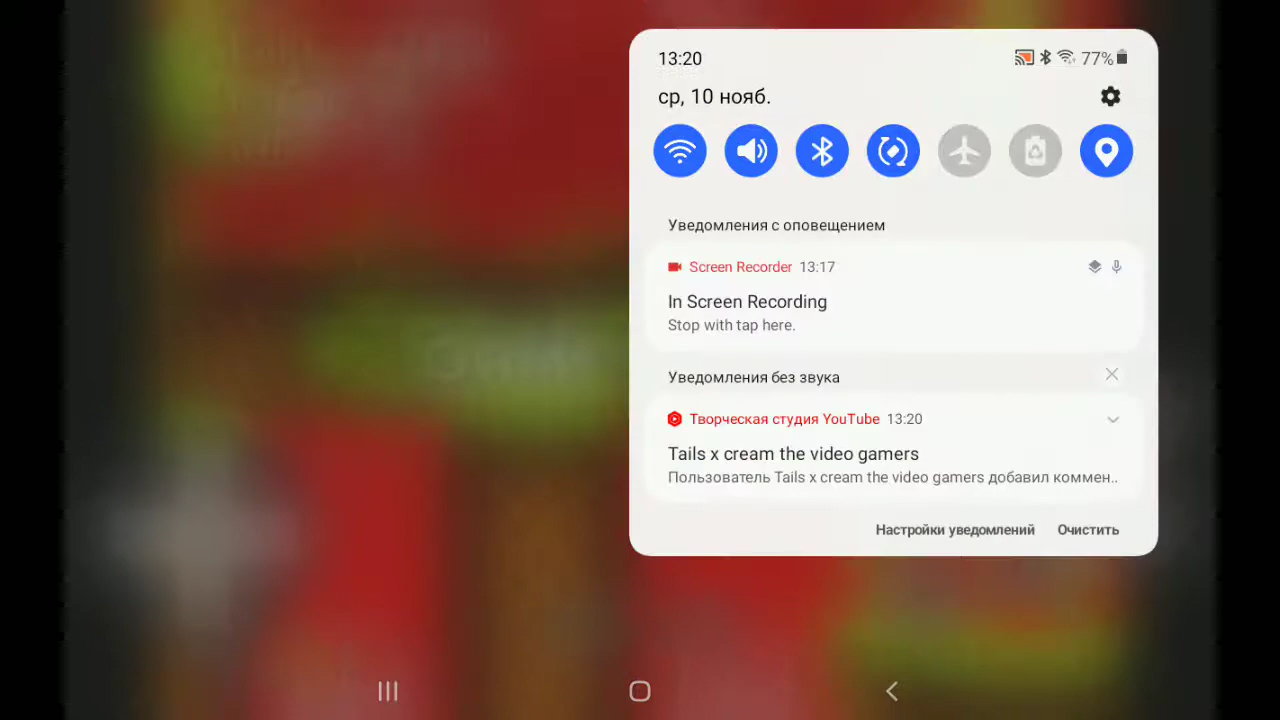 13:20
77%
ср, 10 нояб.
Уведомления с оповещением
Screen Recorder 13:17
In Screen Recording
Stop with tap here.
Уведомления без звука
Творческая студия YouTube 13:20
Tails x cream the video gamers
Пользователь Tails x cream the video gamers добавил коммен..
Настройки уведомлений Очистить